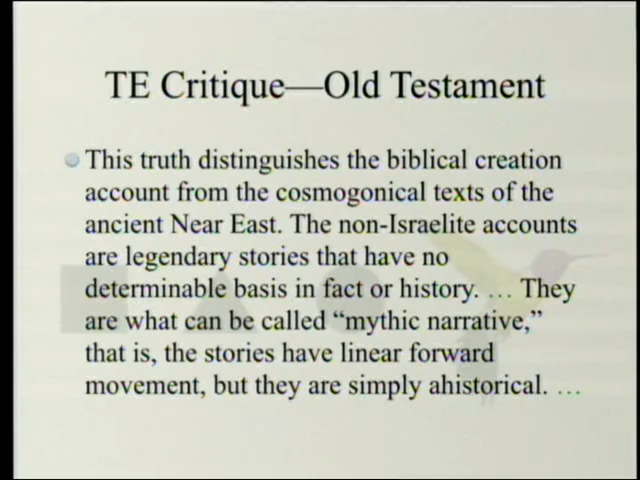 TE Critique—Old Testament
This truth distinguishes the biblical creation
account from the cosmogonical texts of the
ancient Near East. The non-Israelite accounts
are legendary stories that have no
determinable basis in fact or history. … They
are what can be called “mythic narrative,”
that is, the stories have linear forward
movement, but they are simply ahistorical. …